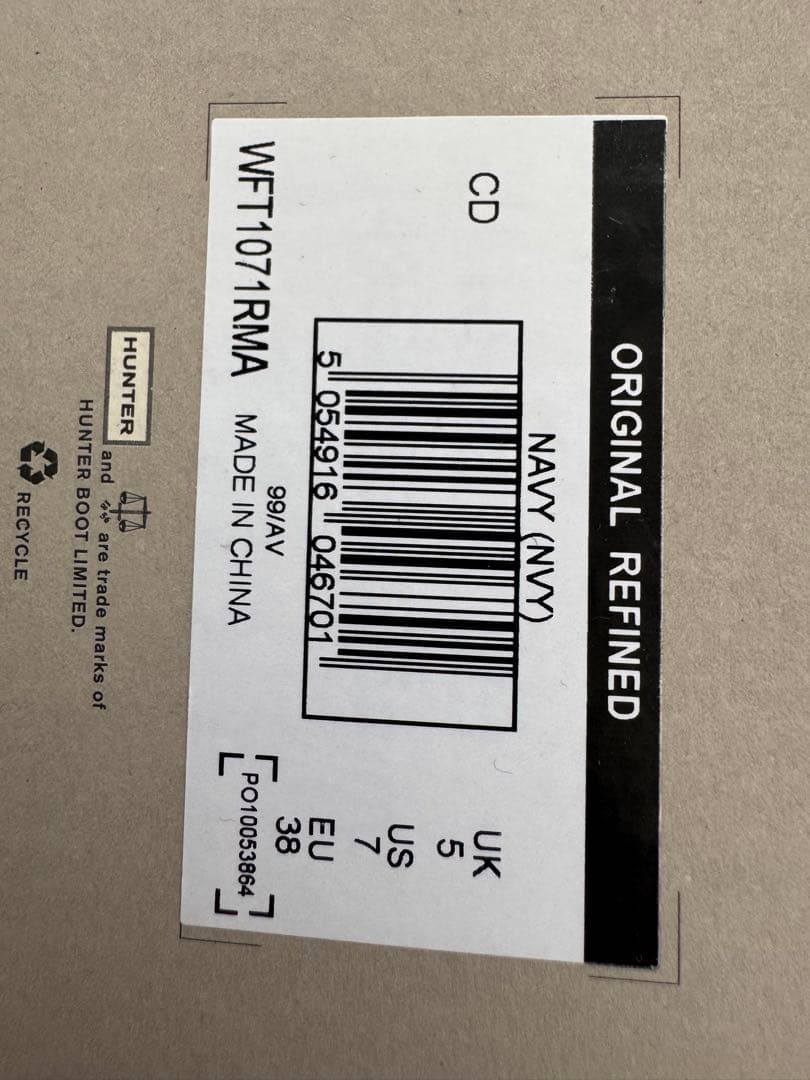 ORIGINAL REFINED
NAVY (NVY)
CD
UK
5
US
7
EU
38
5 054916 046701
99/AV
WFT1071RMA MADE IN CHINA
PO10053864
HUNTER and are trade marks of
HUNTER BOOT LIMITED.
RECYCLE